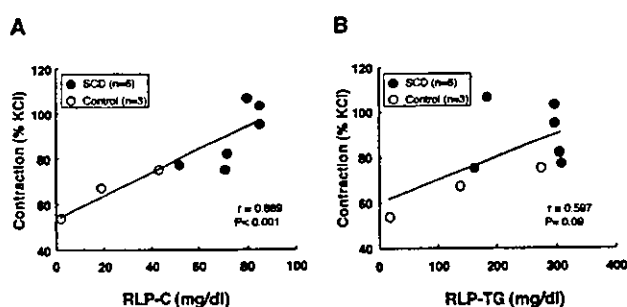 A
Contraction (% KCl)
120
100
80
60
40
SCD (n=6)
Control (n=3)
r = 0.889
P< 0.001
0 20 40 60 80 100
RLP-C (mg/dl)
B
Contraction (% KCl)
120
100
80
60
40
SCD (n=6)
Control (n=3)
r = 0.597
P= 0.09
0 100 200 300 400
RLP-TG (mg/dl)